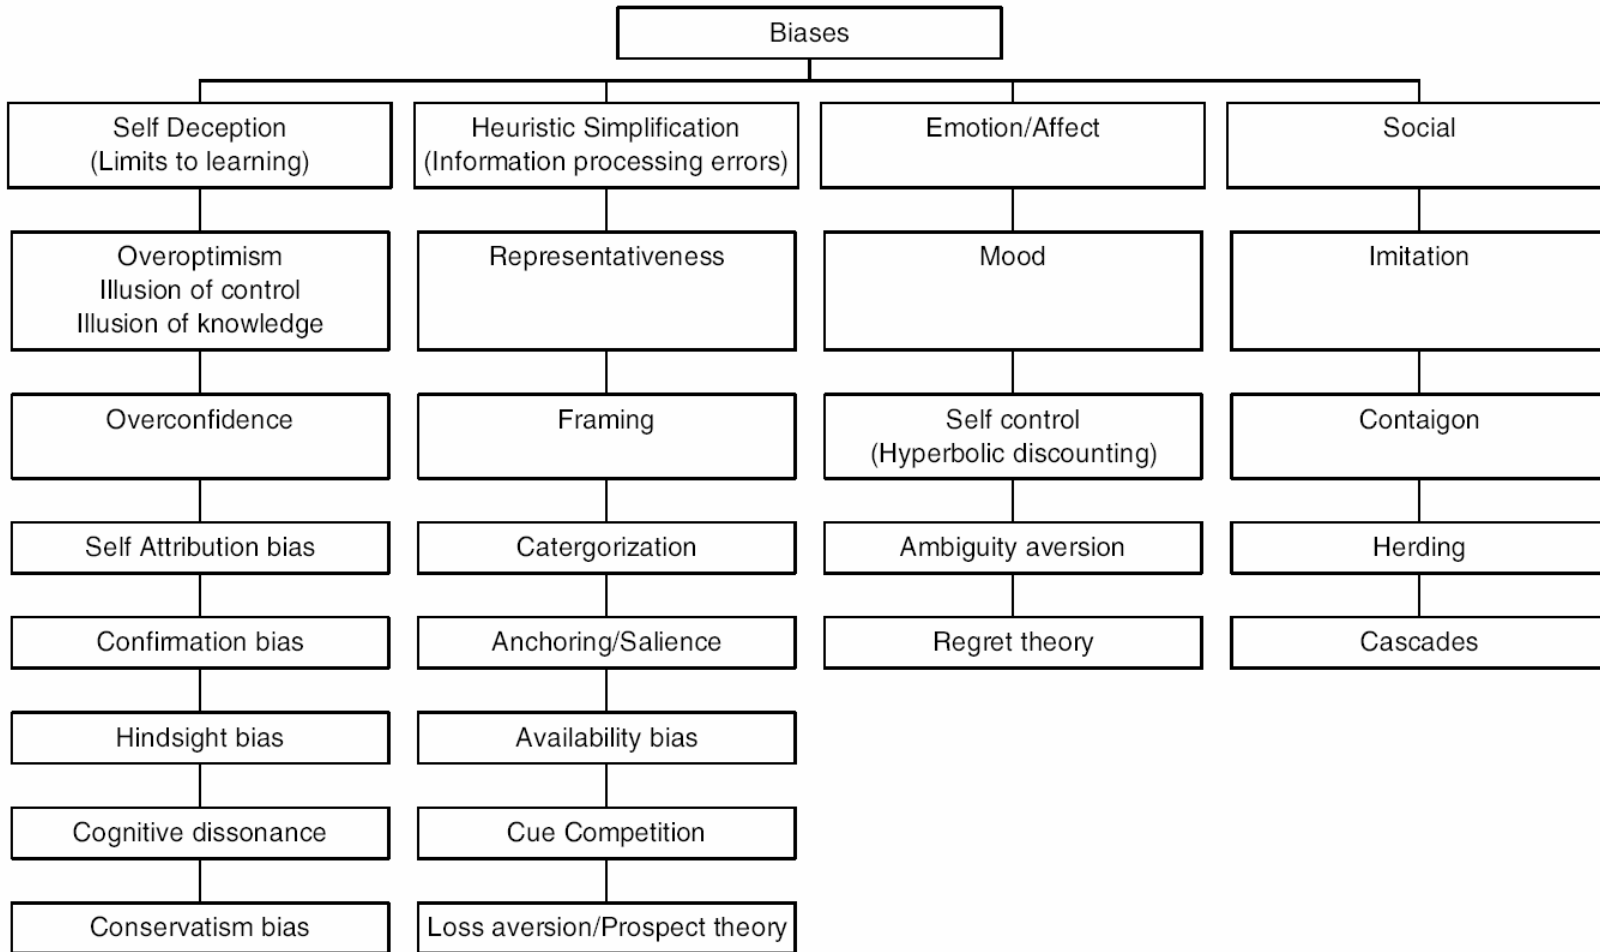 Biases
Self Deception
(Limits to learning)
Heuristic Simplification
(Information processing errors)
Emotion/Affect
Social
Overoptimism
Illusion of control
Illusion of knowledge
Representativeness
Mood
Imitation
Overconfidence
Framing
Self control
(Hyperbolic discounting)
Contaigon
Self Attribution bias
Catergorization
Ambiguity aversion
Herding
Confirmation bias
Anchoring/Salience
Regret theory
Cascades
Hindsight bias
Availability bias
Cognitive dissonance
Cue Competition
Conservatism bias
Loss aversion/Prospect theory